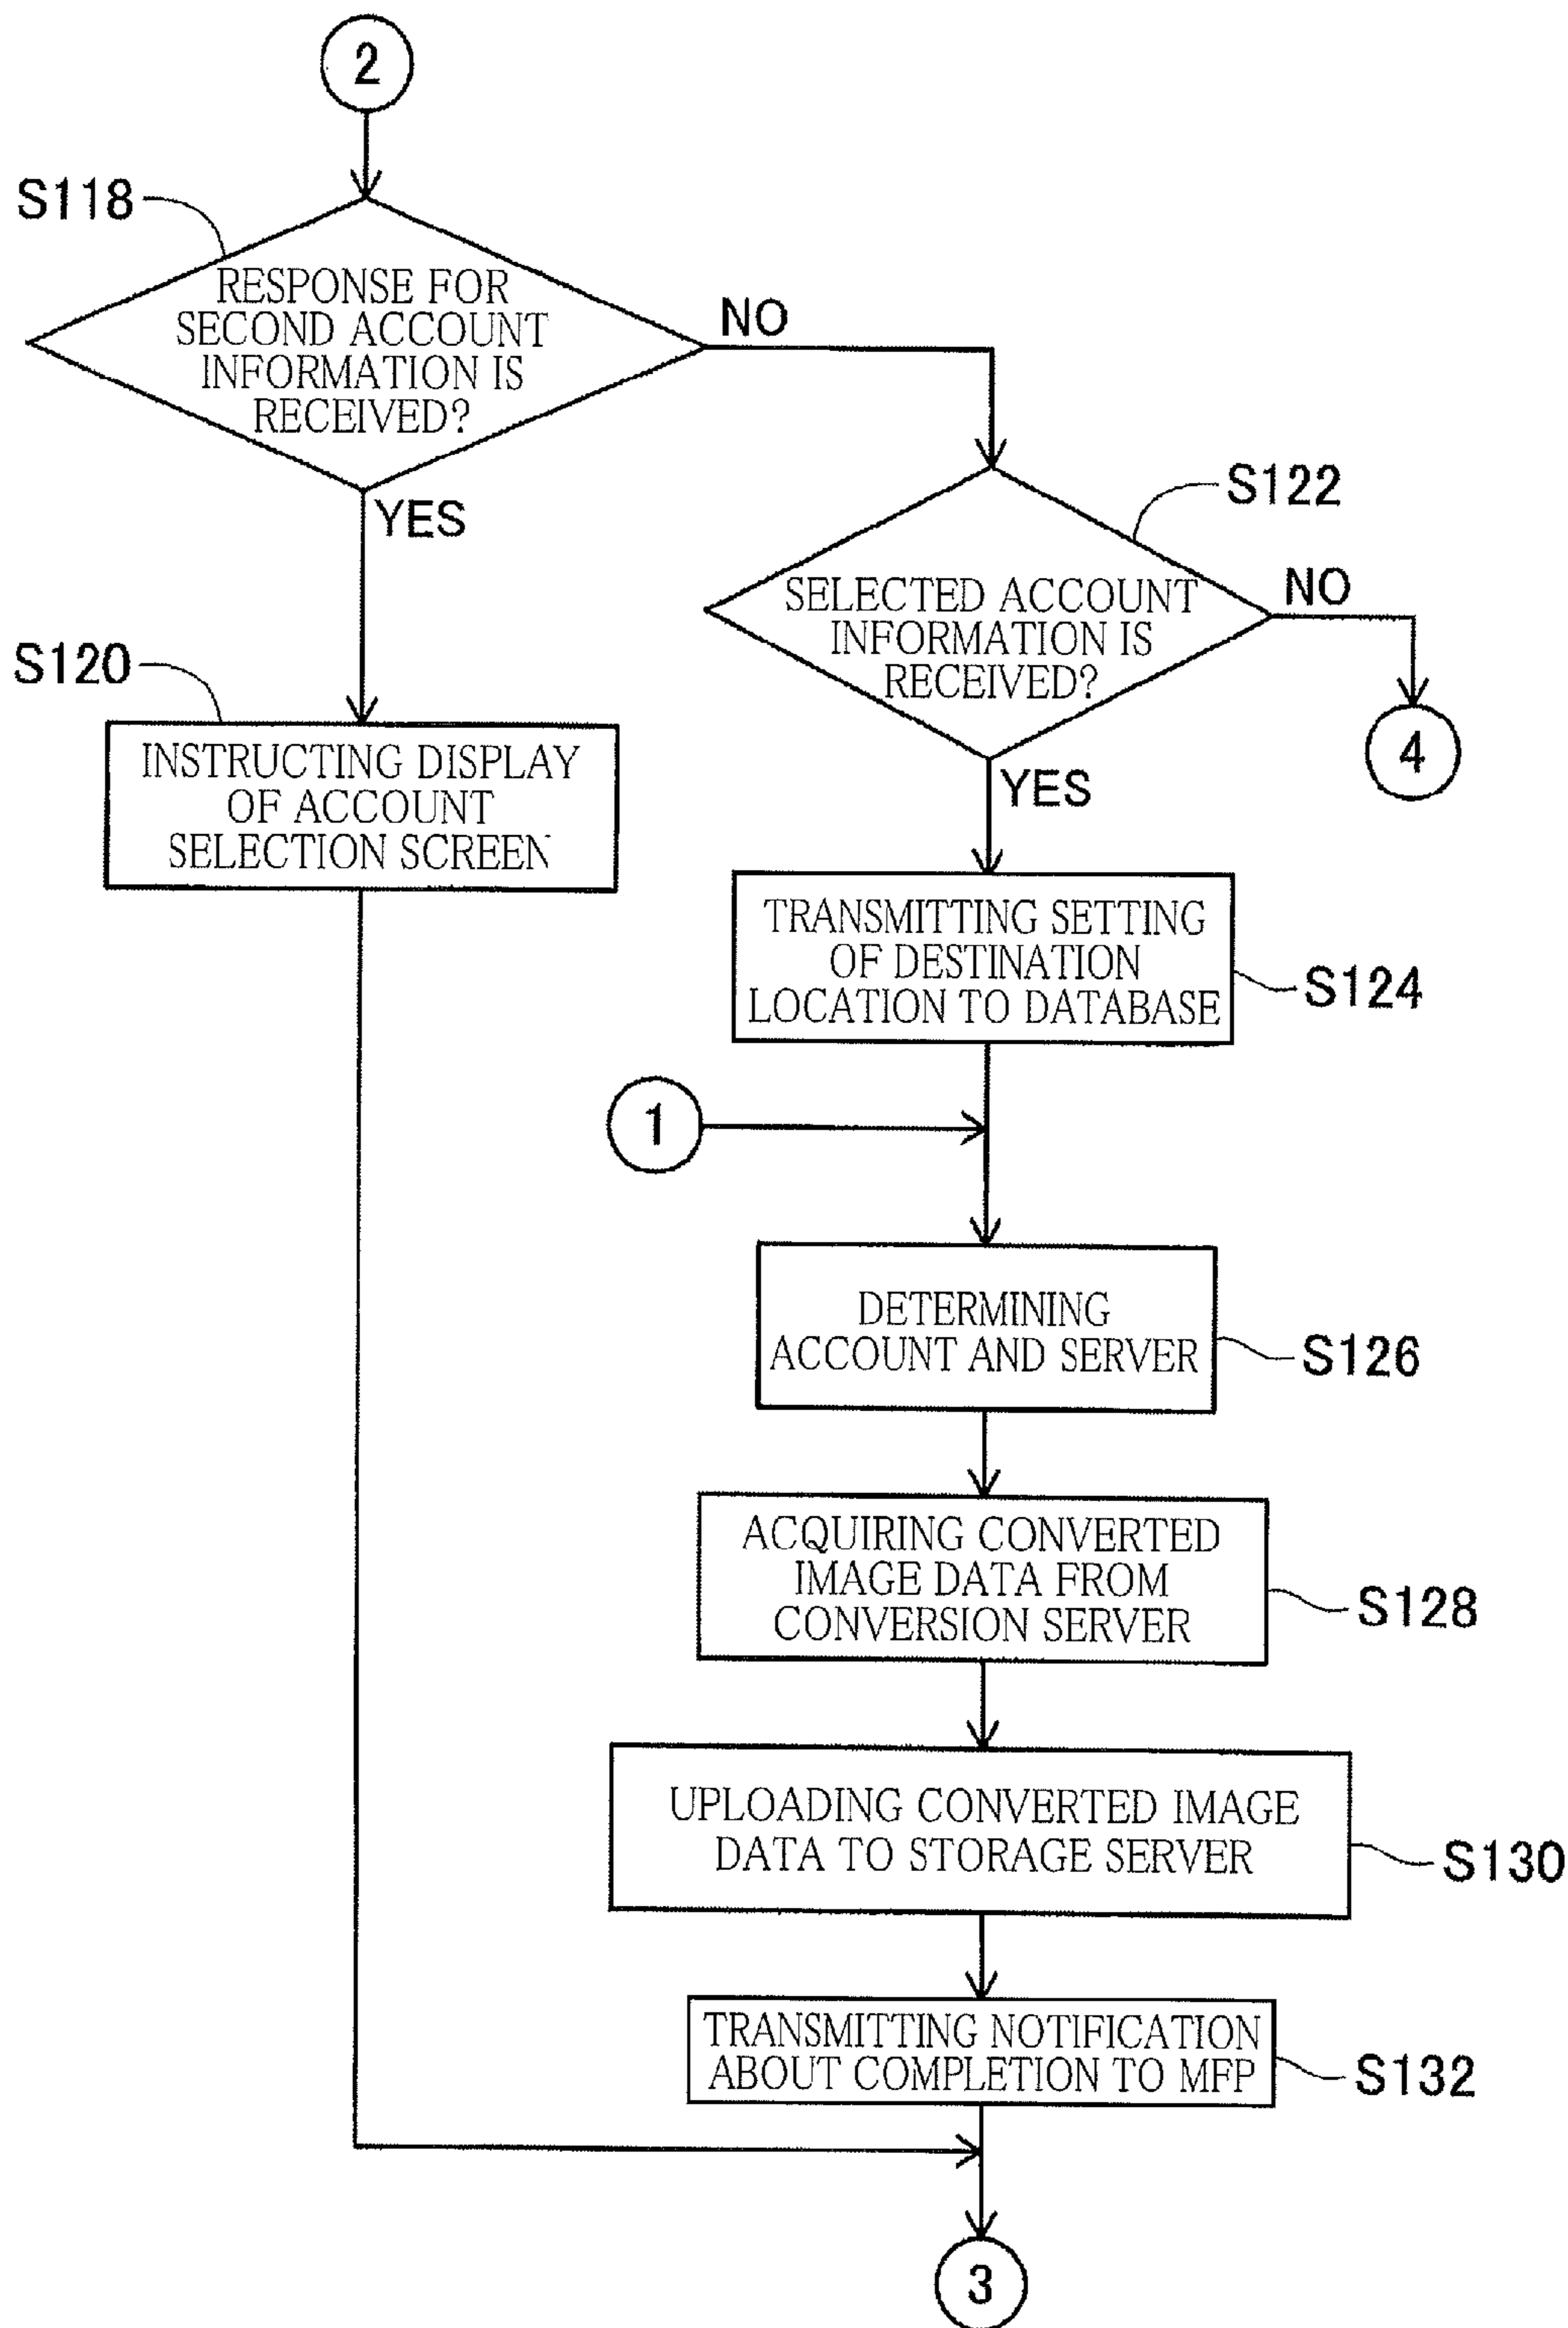 2
S118
RESPONSE FOR
SECOND ACCOUNT
INFORMATION IS
RECEIVED?
NO
YES
S122
SELECTED ACCOUNT
INFORMATION IS
RECEIVED?
NO
4
YES
S120
INSTRUCTING DISPLAY
OF ACCOUNT
SELECTION SCREEN
TRANSMITTING SETTING
OF DESTINATION
LOCATION TO DATABASE
S124
1
DETERMINING
ACCOUNT AND SERVER
S126
ACQUIRING CONVERTED
IMAGE DATA FROM
CONVERSION SERVER
S128
UPLOADING CONVERTED IMAGE
DATA TO STORAGE SERVER
S130
TRANSMITTING NOTIFICATION
ABOUT COMPLETION TO MFP
S132
3